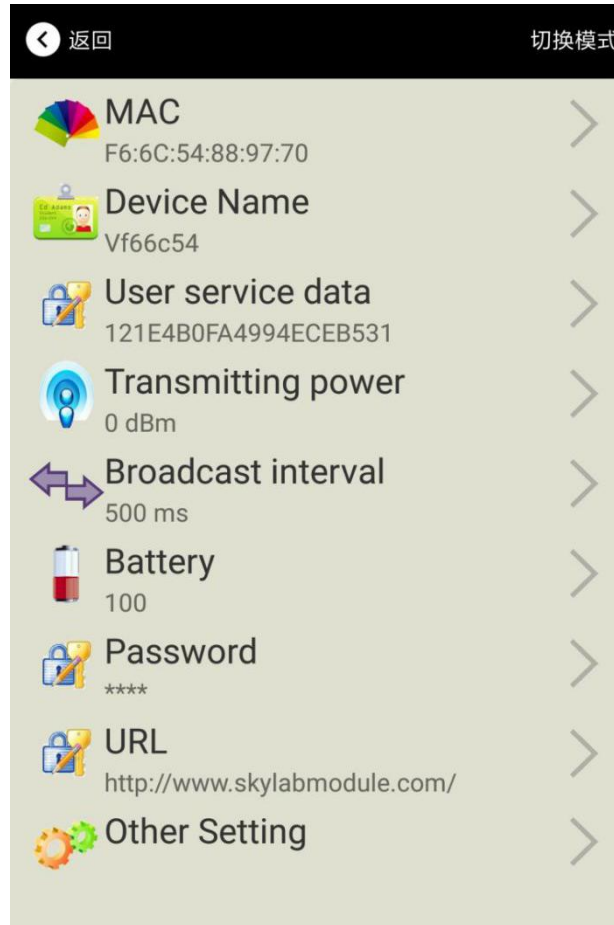 返回
切换模式
MAC
F6:6C:54:88:97:70
Device Name
Vf66c54
User service data
121E4B0FA4994ECEB531
Transmitting power
0 dBm
Broadcast interval
500 ms
Battery
100
Password
****
URL
http://www.skylabmodule.com/
Other Setting